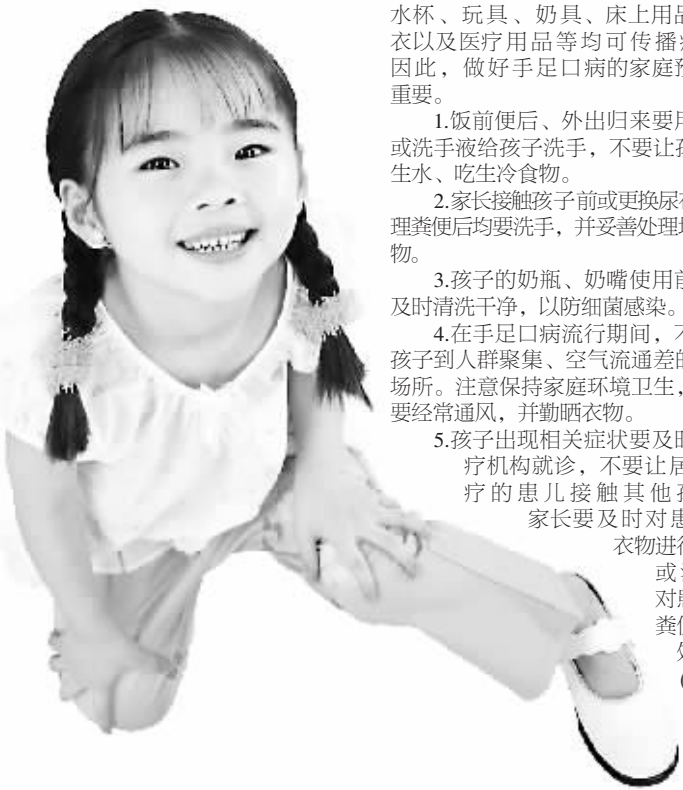 水杯、玩具、奶具、床上用品
衣以及医疗用品等均可传播
因此，做好手足口病的家庭
重要。
1.饭前便后、外出归来要用
或洗手液给孩子洗手，不要让
生水、吃生冷食物。
2.家长接触孩子前或更换尿
理粪便后均要洗手，并妥善处理
物。
3.孩子的奶瓶、奶嘴使用前
及时清洗干净，以防细菌感染。
4.在手足口病流行期间，不
孩子到人群聚集、空气流通差的
场所。注意保持家庭环境卫生，
要经常通风，并勤晒衣物。
5.孩子出现相关症状要及时
疗机构就诊，不要让居
疗的患儿接触其他
家长要及时对患
衣物进行
或
对
粪便